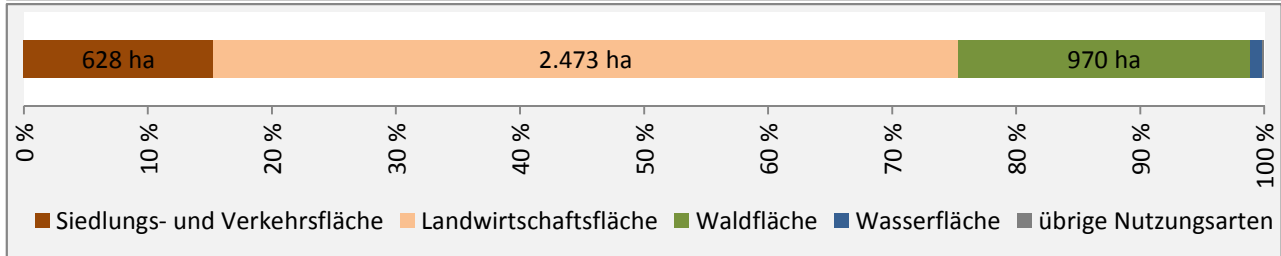 628 ha 2.473 ha 970 ha
0 % 10 % 20 % 30 % 40 % 50 % 60 % 70 % 80 % 90 % 100 %
Siedlungs- und Verkehrsfläche Landwirtschaftsfläche Waldfläche Wasserfläche übrige Nutzungsarten